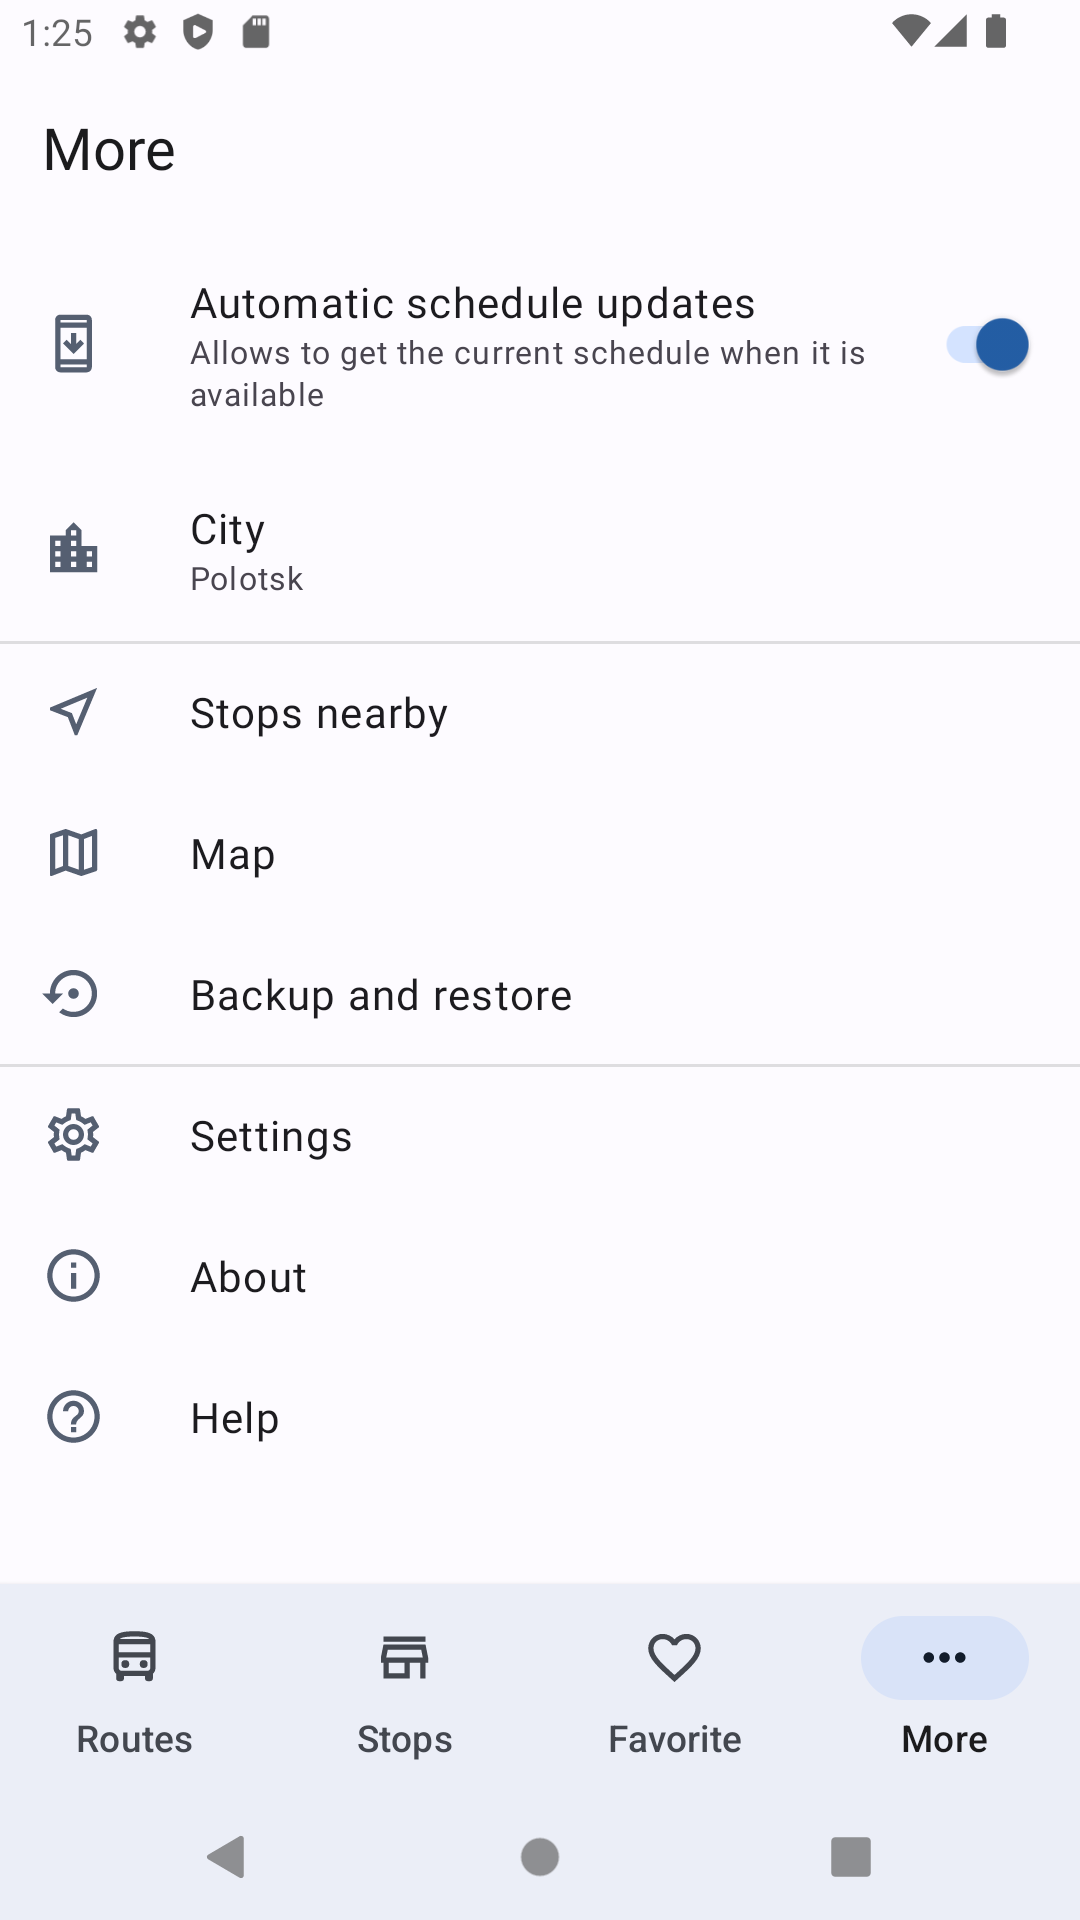 1:25
More
Automatic schedule updates
Allows to get the current schedule when it is
available
City
Polotsk
Stops nearby
Map
Backup and restore
Settings
About
Help
Routes
Stops
Favorite
More